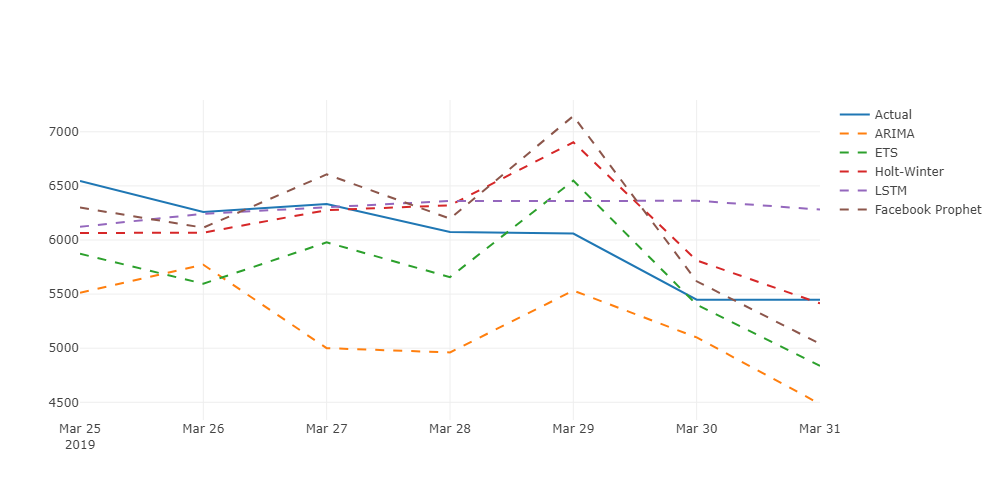 7000
6500
6000
5500
5000
4500
Mar 25
2019
Mar 26
Mar 27
Mar 28
Mar 29
Mar 30
Mar 31
Actual
ARIMA
ETS
Holt-Winter
LSTM
Facebook Prophet